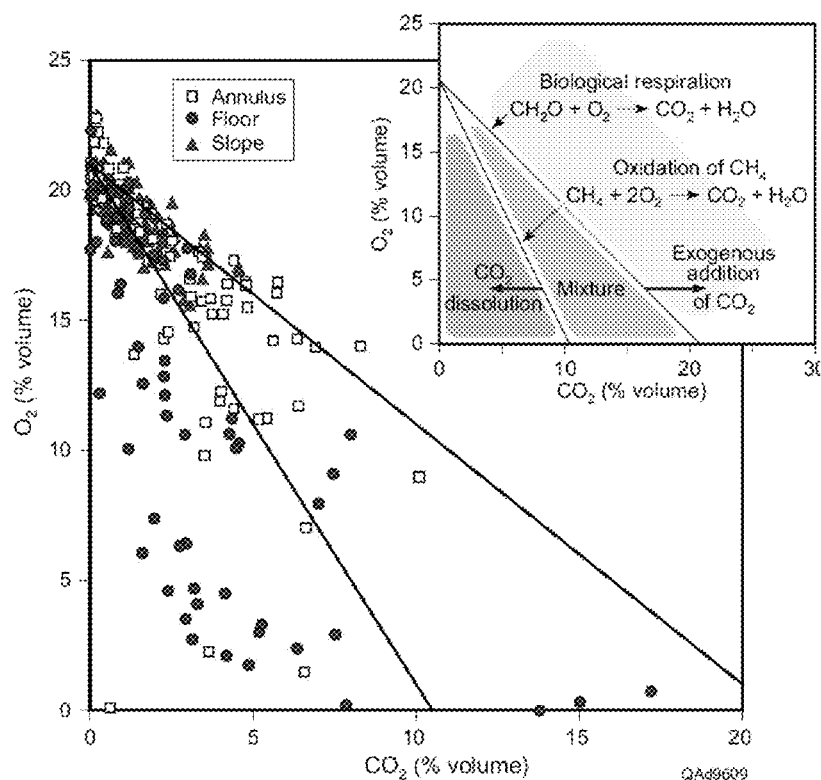 25
20
15
10
5
0
O2 (% volume)
0
5
10
15
20
CO2 (% volume)
Annulus
Floor
Slope
25
20
15
10
5
0
O2 (% volume)
Biological respiration
CH2O + O2 ⇢ CO2 + H2O
Oxidation of CH4
CH4 + 2O2 ⇢ CO2 + H2O
CO2
dissolution
Mixture
Exogenous
addition
of CO2
0
10
20
30
CO2 (% volume)
QAd9609